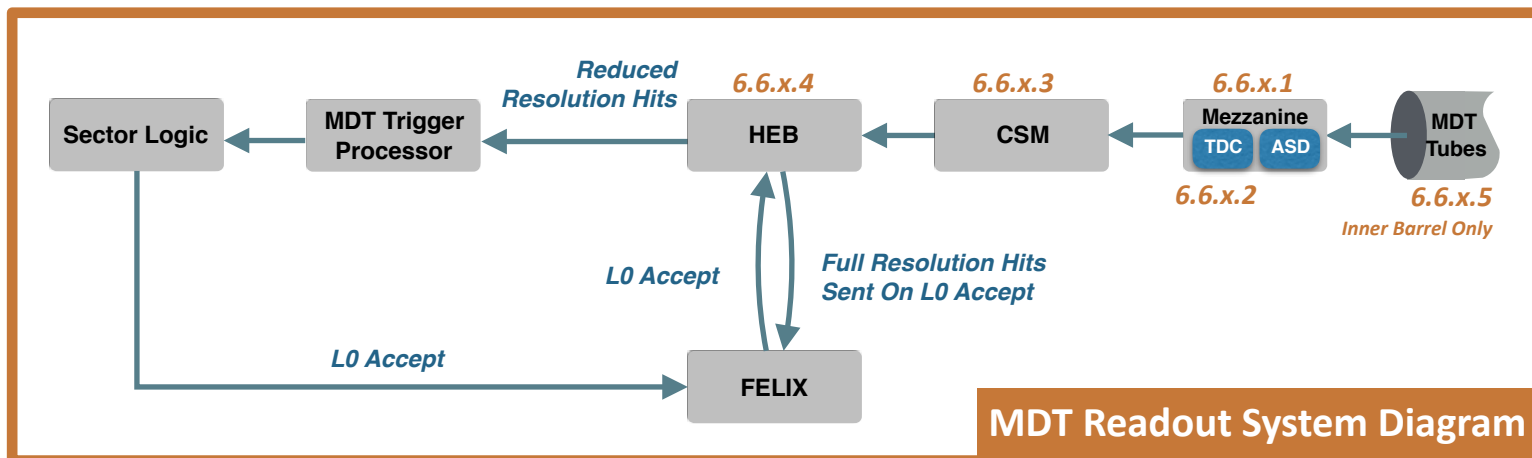 Reduced
Resolution Hits
6.6.x.4
6.6.x.3
6.6.x.1
Sector Logic
MDT Trigger
Processor
HEB
CSM
Mezzanine
TDC
ASD
MDT
Tubes
6.6.x.2
6.6.x.5
Inner Barrel Only
L0 Accept
Full Resolution Hits
Sent On L0 Accept
L0 Accept
FELIX
MDT Readout System Diagram